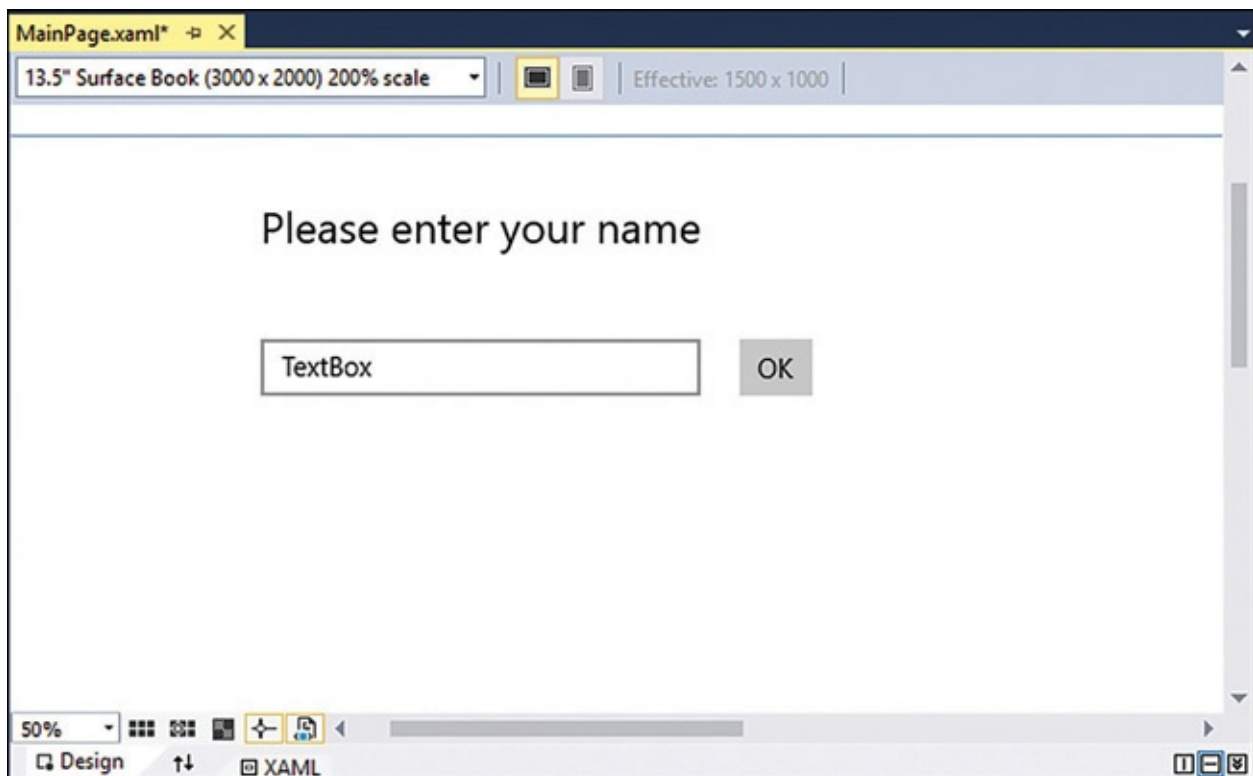 MainPage.xaml*
13.5" Surface Book (3000 x 2000) 200% scale Effective: 1500 x 1000
Please enter your name
TextBox OK
50%
Design XAML